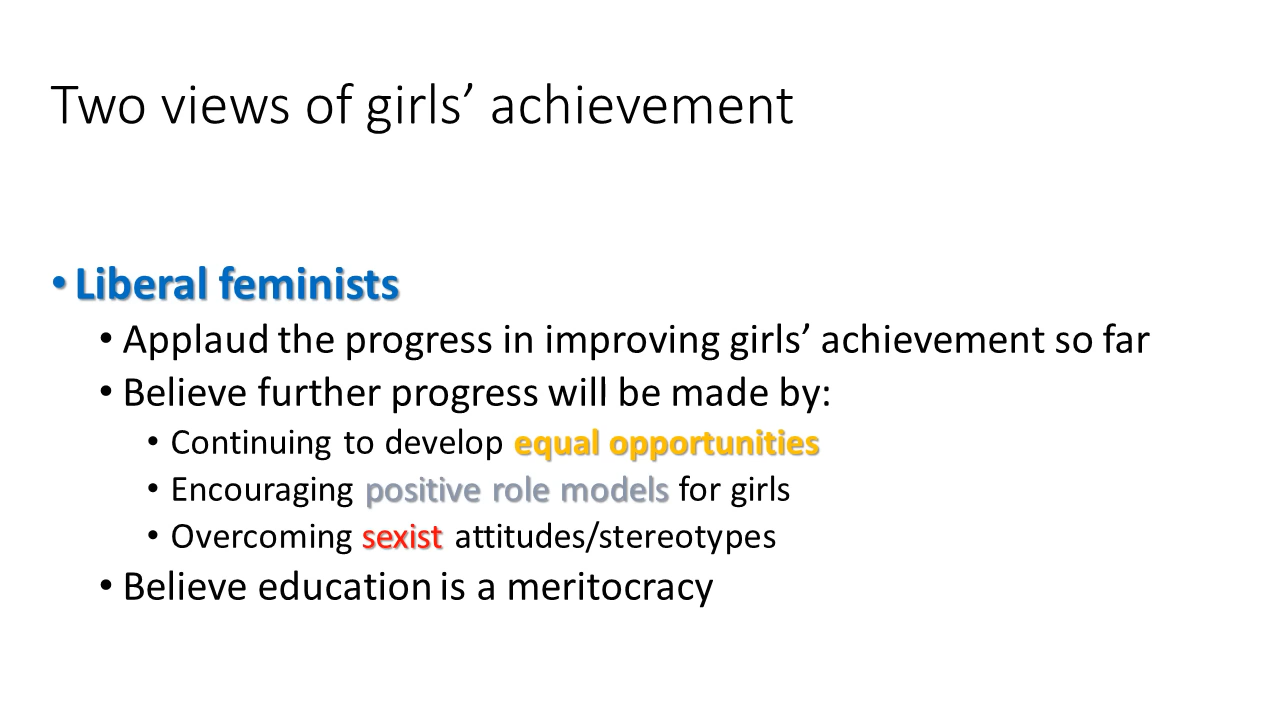 Two views of girls’ achievement
• Liberal feminists
• Applaud the progress in improving girls’ achievement so far
• Believe further progress will be made by:
• Continuing to develop equal opportunities
• Encouraging positive role models for girls
• Overcoming sexist attitudes/stereotypes
• Believe education is a meritocracy